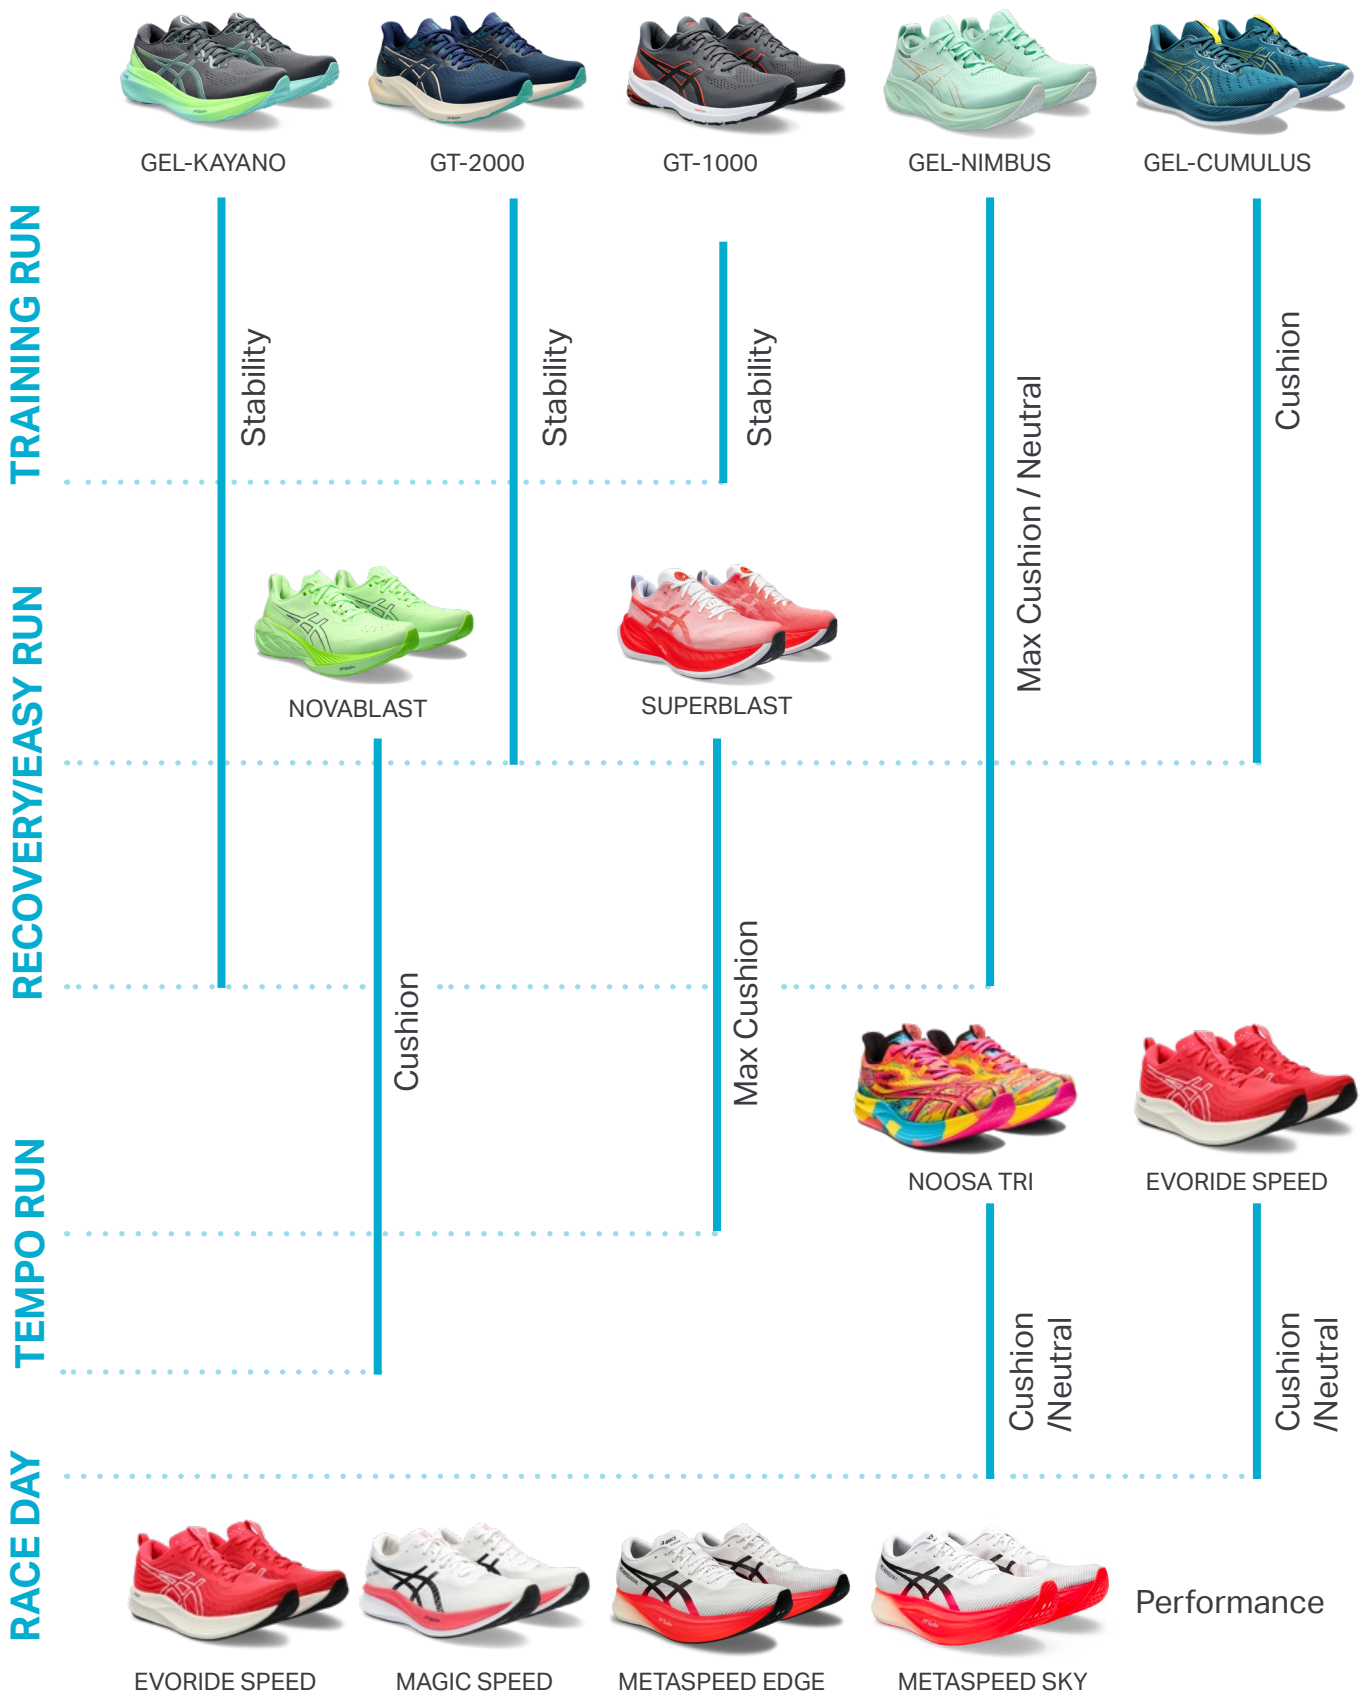 GEL-KAYANO
GT-2000
GT-1000
GEL-NIMBUS
GEL-CUMULUS
TRAINING RUN
Stability
Stability
Stability
Max Cushion / Neutral
Cushion
RECOVERY/EASY RUN
NOVABLAST
SUPERBLAST
Cushion
Max Cushion
TEMPO RUN
NOOSA TRI
EVORIDE SPEED
Cushion
/Neutral
Cushion
/Neutral
RACE DAY
Performance
EVORIDE SPEED
MAGIC SPEED
METASPEED EDGE
METASPEED SKY